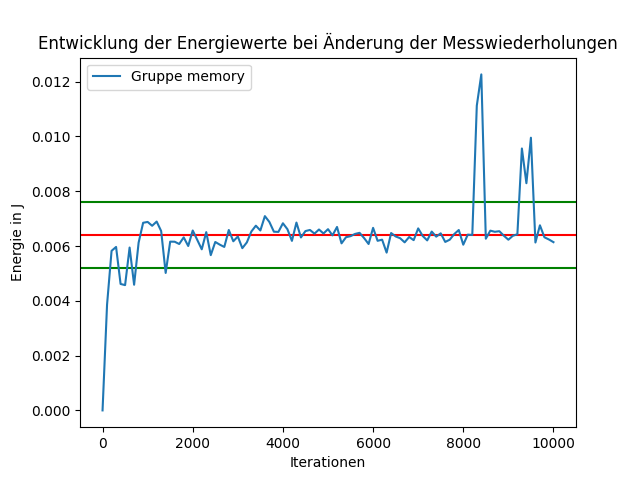 Entwicklung der Energiewerte bei Änderung der Messwiederholungen
Gruppe memory
0.012
0.010
0.008
0.006
0.004
0.002
0.000
Energie in J
0 2000 4000 6000 8000 10000
Iterationen